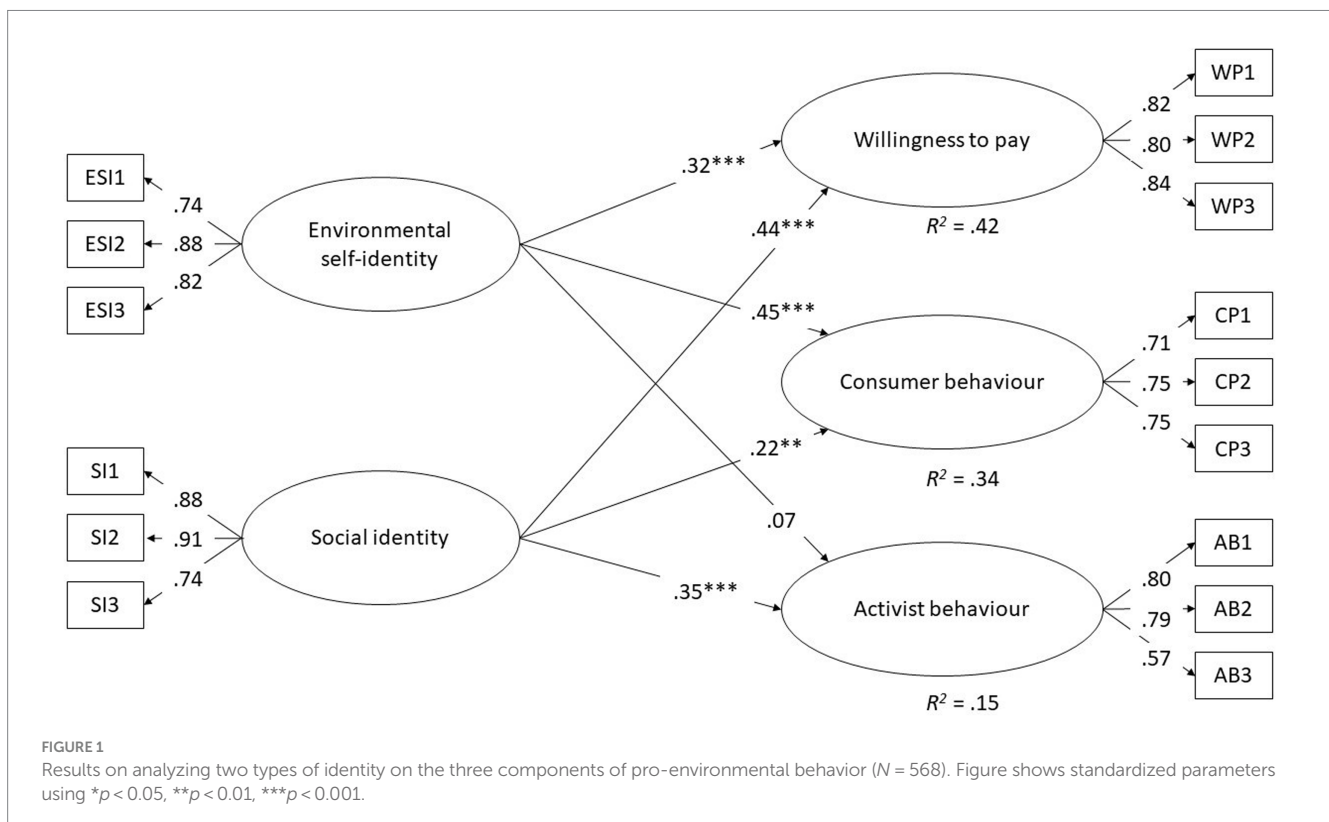 ESI1
ESI2
ESI3
.74
.88
.82
Environmental
self-identity
SI1
SI2
SI3
.88
.91
.74
Social identity
.32***
.44***
.45***
.22**
.07
.35***
Willingness to pay
R² = .42
.82
.80
.84
WP1
WP2
WP3
Consumer behaviour
R² = .34
.71
.75
.75
CP1
CP2
CP3
Activist behaviour
R² = .15
.80
.79
.57
AB1
AB2
AB3
FIGURE 1
Results on analyzing two types of identity on the three components of pro-environmental behavior (N = 568). Figure shows standardized parameters
using *p < 0.05, **p < 0.01, ***p < 0.001.